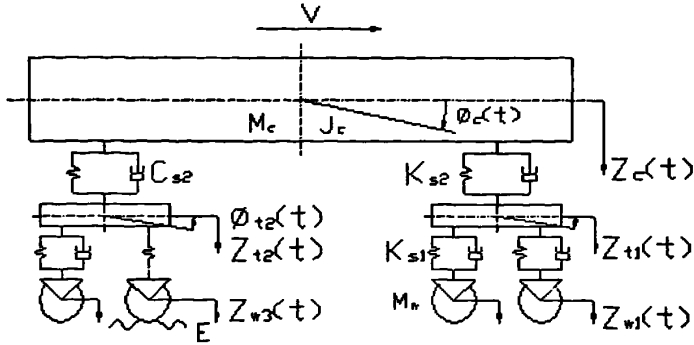 V
Mc Jc øc(t)
Cs2 Ks2 Zc(t)
øt2(t)
Zt2(t) Ks1 Zt1(t)
Zw3(t) Mw Zw1(t)
E